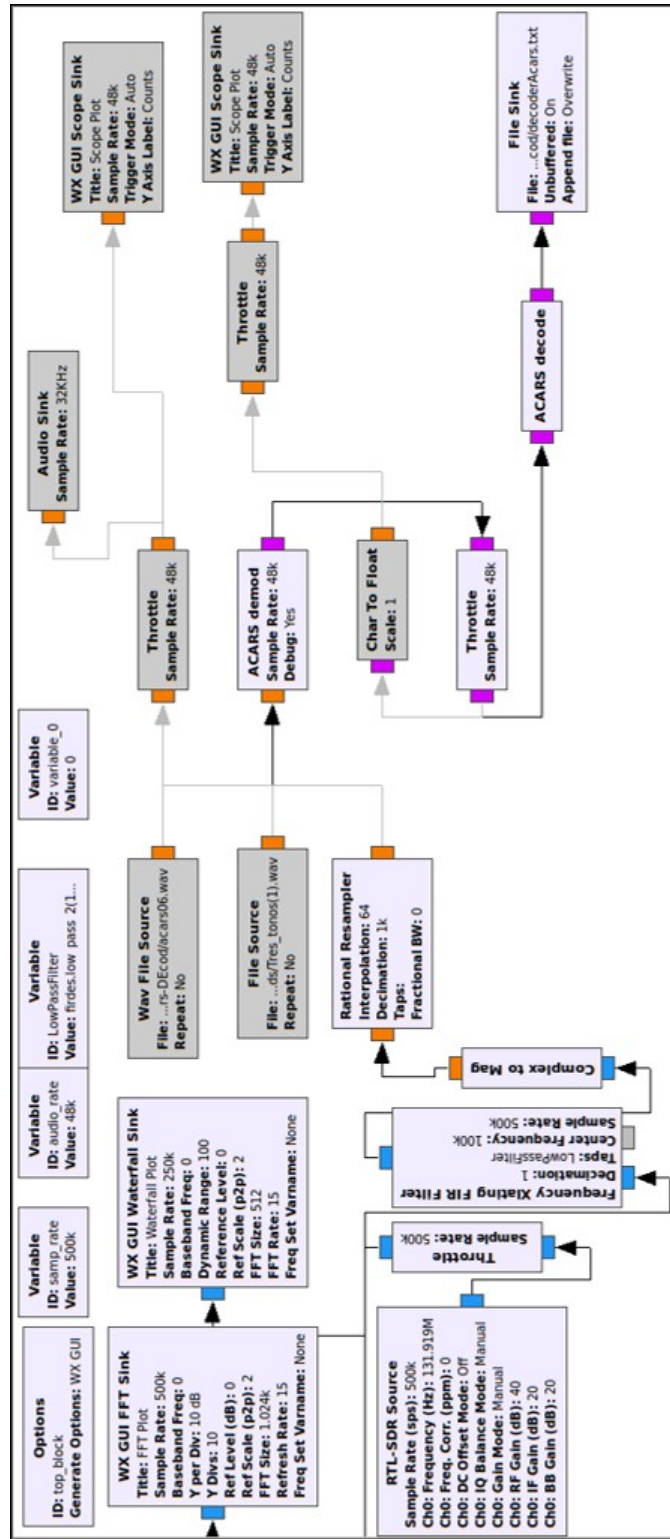 Options
ID: top_block
Generate Options: WX GUI
Variable
ID: samp_rate
Value: 500k
Variable
ID: audio_rate
Value: 48k
Variable
ID: LowPassFilter
Value: firdes.low_pass_2(1...
Variable
ID: variable_0
Value: 0
WX GUI FFT Sink
Title: FFT Plot
Sample Rate: 500k
Baseband Freq: 0
Y per Div: 10 dB
Y Divs: 10
Ref Level (dB): 0
Ref Scale (p2p): 2
FFT Size: 1.024k
Refresh Rate: 15
Freq Set Varname: None
WX GUI Waterfall Sink
Title: Waterfall Plot
Sample Rate: 250k
Baseband Freq: 0
Dynamic Range: 100
Reference Level: 0
Ref Scale (p2p): 2
FFT Size: 512
FFT Rate: 15
Freq Set Varname: None
Wav File Source
File: ...rs-DEcod/acars06.wav
Repeat: No
File Source
File: ...ds/Tres_tonos(1).wav
Repeat: No
Rational Resampler
Interpolation: 64
Decimation: 1k
Taps:
Fractional BW: 0
RTL-SDR Source
Sample Rate (sps): 500k
Ch0: Frequency (Hz): 131.919M
Ch0: Freq. Corr. (ppm): 0
Ch0: DC Offset Mode: Off
Ch0: IQ Balance Mode: Manual
Ch0: Gain Mode: Manual
Ch0: RF Gain (dB): 40
Ch0: IF Gain (dB): 20
Ch0: BB Gain (dB): 20
Throttle
Sample Rate: 500k
Frequency Xlating FIR Filter
Decimation: 1
Taps: LowPassFilter
Center Frequency: 100k
Sample Rate: 500k
Complex to Mag
Throttle
Sample Rate: 48k
ACARS demod
Sample Rate: 48k
Debug: Yes
Char To Float
Scale: 1
Throttle
Sample Rate: 48k
Audio Sink
Sample Rate: 32KHz
Throttle
Sample Rate: 48k
ACARS decode
WX GUI Scope Sink
Title: Scope Plot
Sample Rate: 48k
Trigger Mode: Auto
Y Axis Label: Counts
WX GUI Scope Sink
Title: Scope Plot
Sample Rate: 48k
Trigger Mode: Auto
Y Axis Label: Counts
File Sink
File: ...cod/decoderAcars.txt
Unbuffered: On
Append file: Overwrite